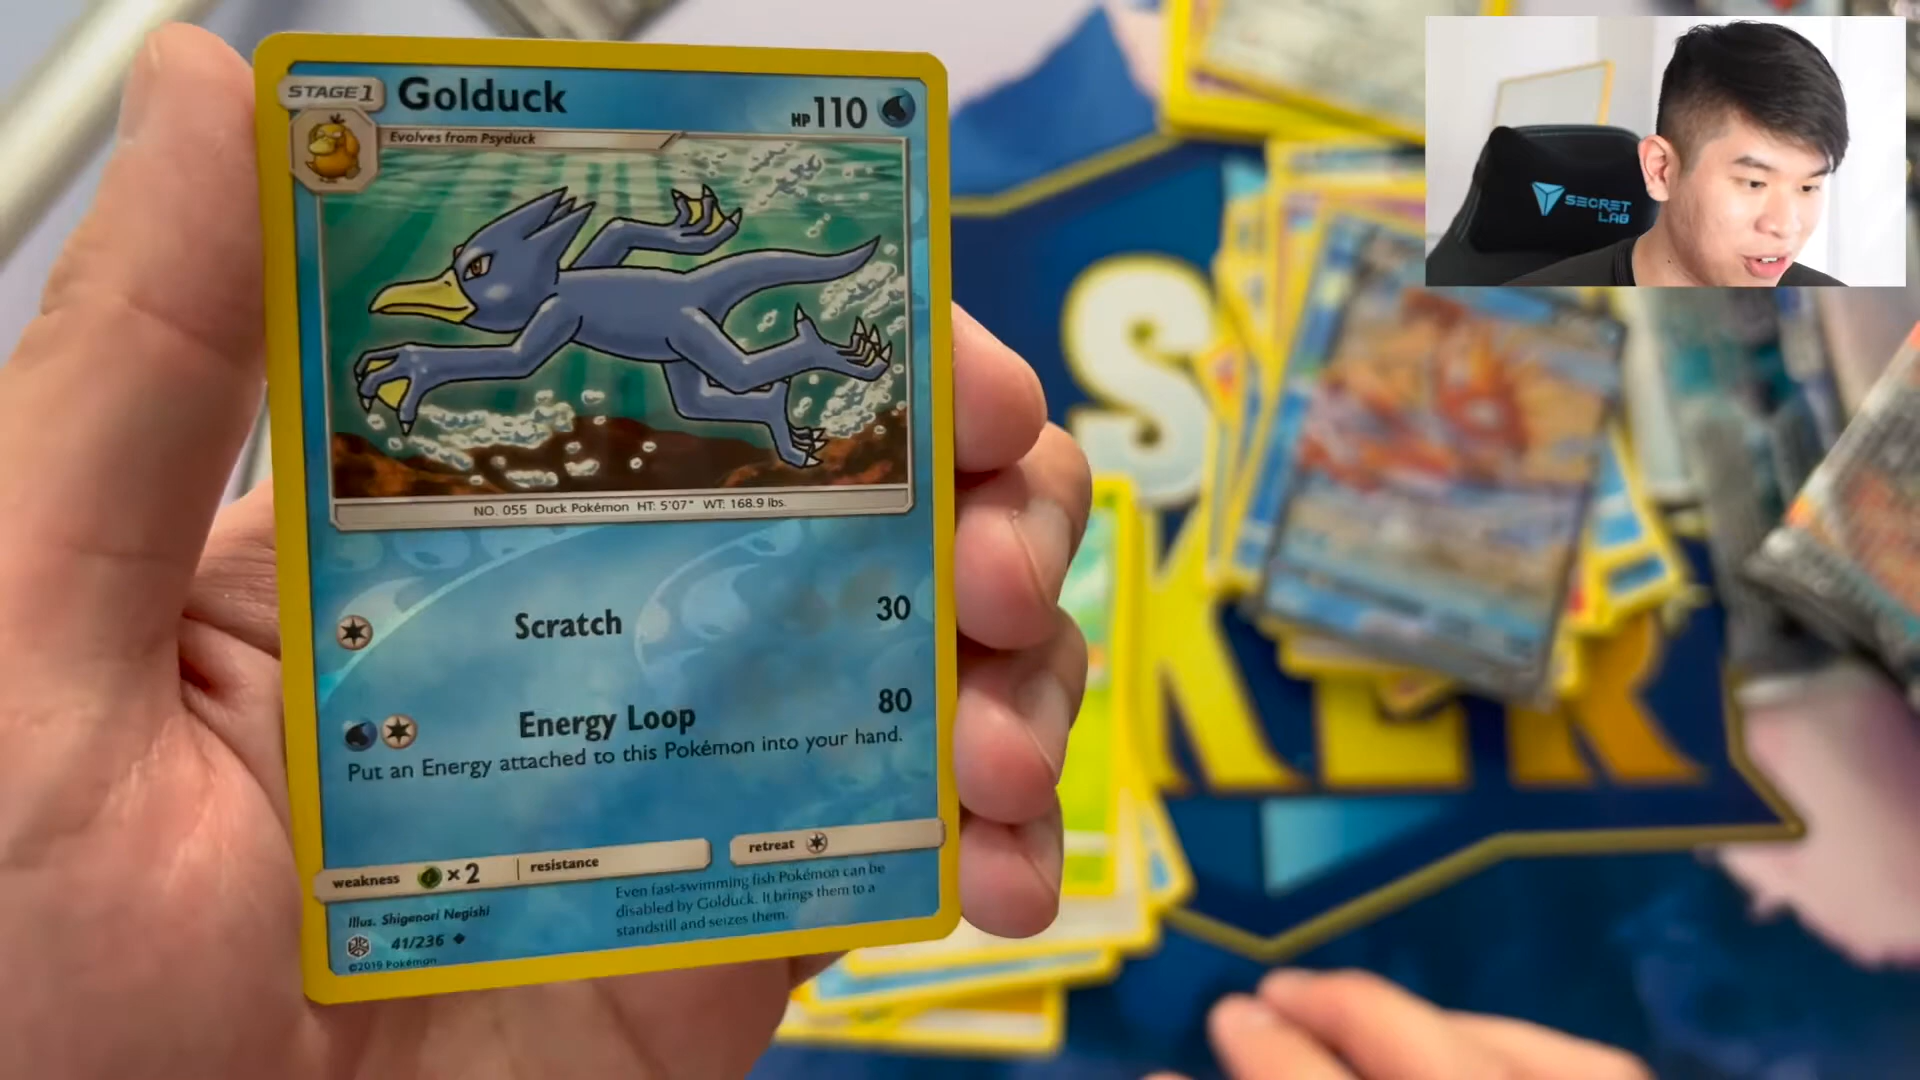 STAGE 1
Golduck
HP 110
Evolves from Psyduck
NO. 055 Duck Pokémon HT: 5'07" WT: 168.9 lbs.
Scratch 30
Energy Loop 80
Put an Energy attached to this Pokémon into your hand.
weakness ×2 resistance
retreat
Even fast-swimming fish Pokémon can be
disabled by Golduck. It brings them to a
standstill and seizes them.
Illus. Shigenori Negishi
41/236
©2019 Pokémon
SECRET
LAB
S
KER